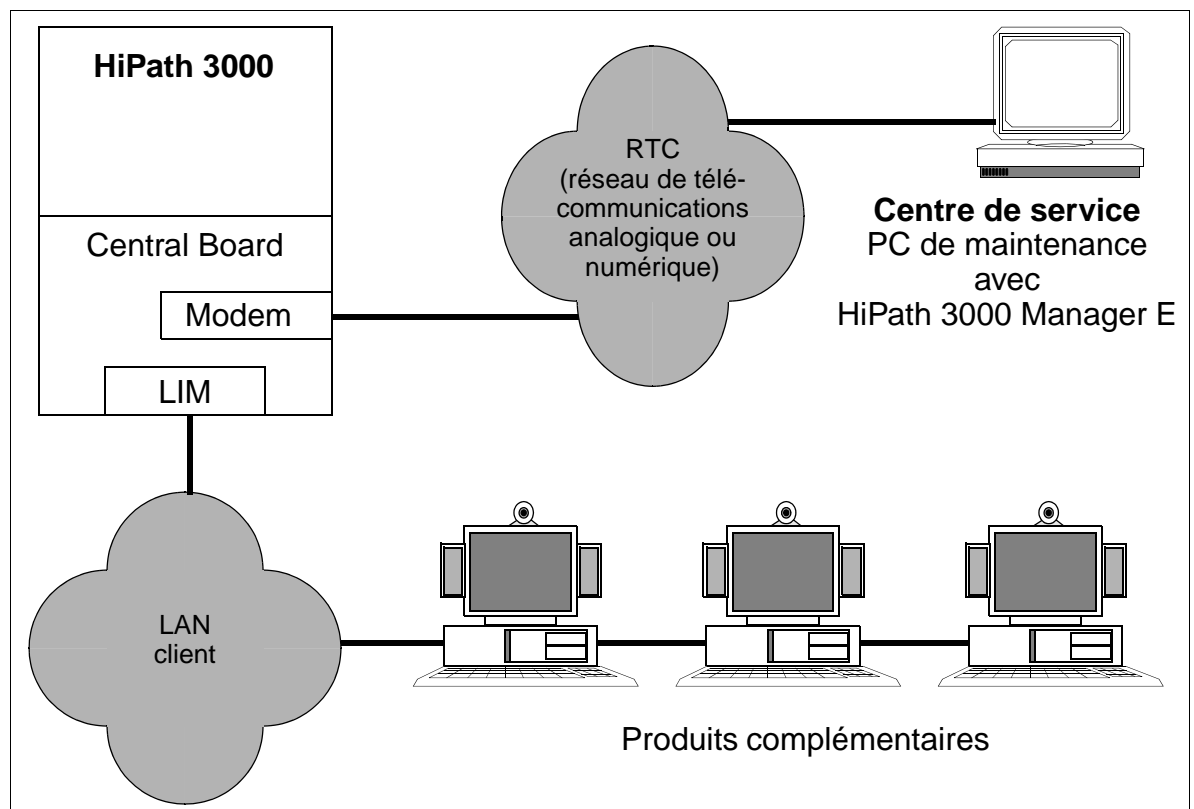 HiPath 3000
Central Board
Modem
LIM
RTC
(réseau de télé-
communications
analogique ou
numérique)
Centre de service
PC de maintenance
avec
HiPath 3000 Manager E
LAN
client
Produits complémentaires